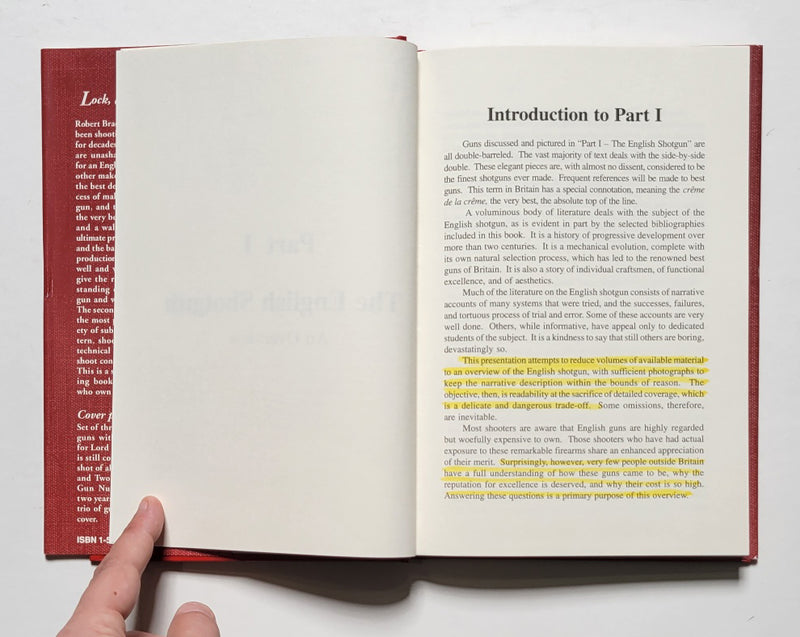 Lock,
Robert Bra
been shoot
for decades
are unasha
for an Engl
other make
the best de
cess of mal
gun, and t
the very be
and a wal
ultimate pr
and the ba
production
well and
give the r
standing
gun and w
The secon
the most p
ety of sub
tern, shoo
technical
shoot con
This is a s
ing book
who own
Cover p
Set of the
guns wit
for Lord
is still co
shot of al
and Two
Gun Nu
two years
trio of gu
cover.
ISBN 1-5
Part I
The English Shotgun
Introduction to Part I
Guns discussed and pictured in “Part I – The English Shotgun” are
all double-barreled. The vast majority of text deals with the side-by-side
double. These elegant pieces are, with almost no dissent, considered to be
the finest shotguns ever made. Frequent references will be made to best
guns. This term in Britain has a special connotation, meaning the crême
de la crême, the very best, the absolute top of the line.
A voluminous body of literature deals with the subject of the
English shotgun, as is evident in part by the selected bibliographies
included in this book. It is a history of progressive development over
more than two centuries. It is a mechanical evolution, complete with
its own natural selection process, which has led to the renowned best
guns of Britain. It is also a story of individual craftsmen, of functional
excellence, and of aesthetics.
Much of the literature on the English shotgun consists of narrative
accounts of many systems that were tried, and the successes, failures,
and tortuous process of trial and error. Some of these accounts are very
well done. Others, while informative, have appeal only to dedicated
students of the subject. It is a kindness to say that still others are boring,
devastatingly so.
This presentation attempts to reduce volumes of available material
to an overview of the English shotgun, with sufficient photographs to
keep the narrative description within the bounds of reason. The
objective, then, is readability at the sacrifice of detailed coverage, which
is a delicate and dangerous trade-off. Some omissions, therefore,
are inevitable.
Most shooters are aware that English guns are highly regarded
but woefully expensive to own. Those shooters who have had actual
exposure to these remarkable firearms share an enhanced appreciation
of their merit. Surprisingly, however, very few people outside Britain
have a full understanding of how these guns came to be, why the
reputation for excellence is deserved, and why their cost is so high.
Answering these questions is a primary purpose of this overview.